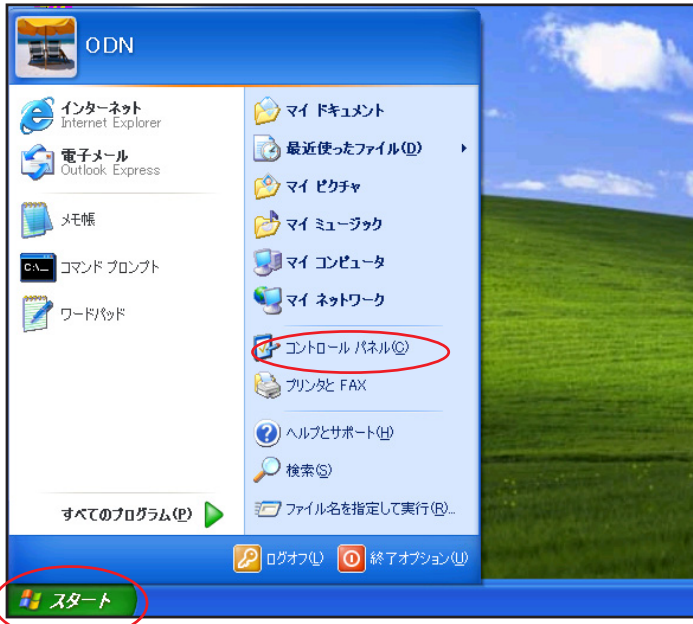 ODN
インターネット
Internet Explorer
電子メール
Outlook Express
メモ帳
C:\_
コマンド プロンプト
ワードパッド
すべてのプログラム(P)
マイ ドキュメント
最近使ったファイル(D)
マイ ピクチャ
マイ ミュージック
マイ コンピュータ
マイ ネットワーク
コントロール パネル(C)
プリンタと FAX
ヘルプとサポート(H)
検索(S)
ファイル名を指定して実行(R)...
ログオフ(L)
終了オプション(U)
スタート